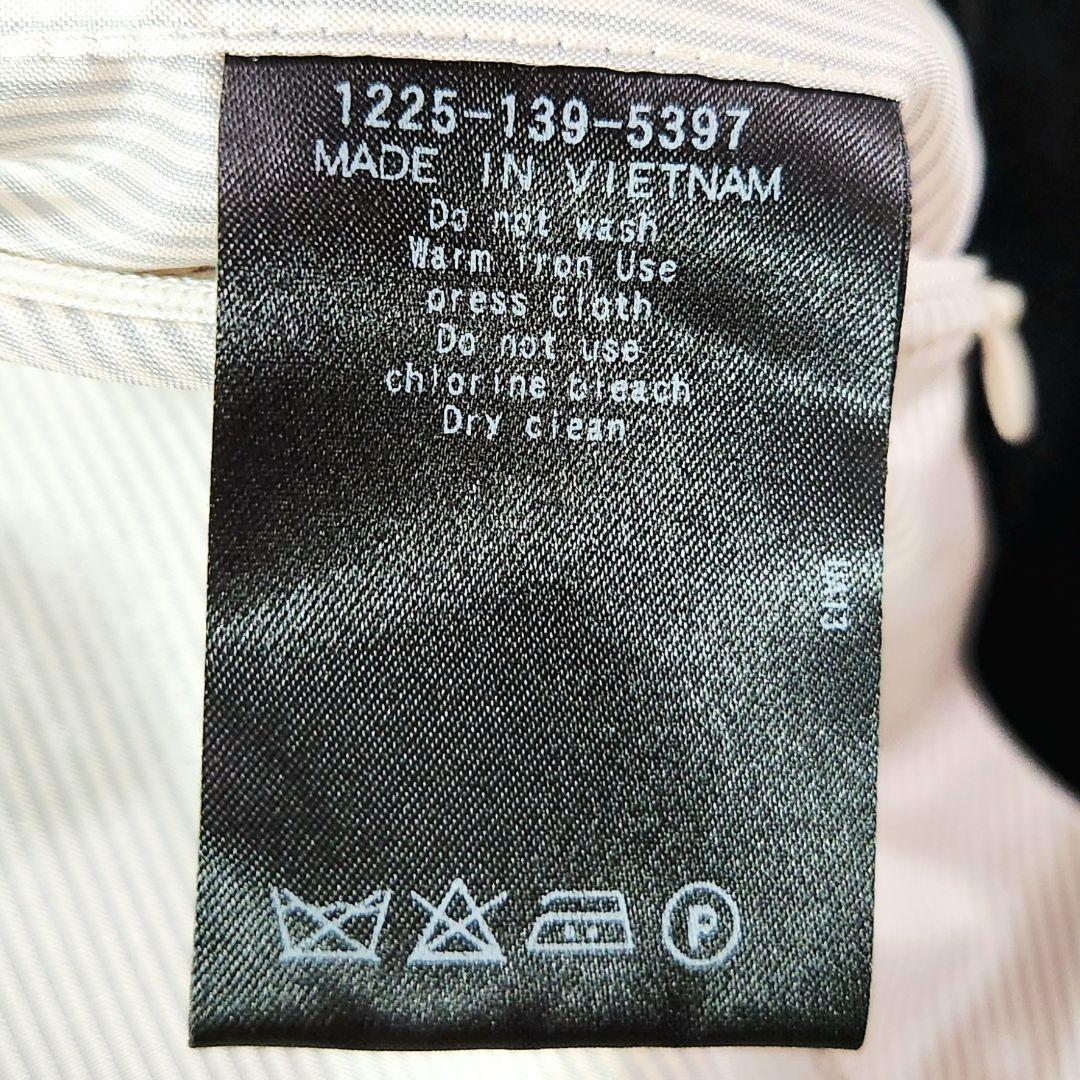 1225-139-5397
MADE IN VIETNAM
Do not wash
Warm iron Use
press cloth
Do not use
chlorine bleach
Dry clean
P